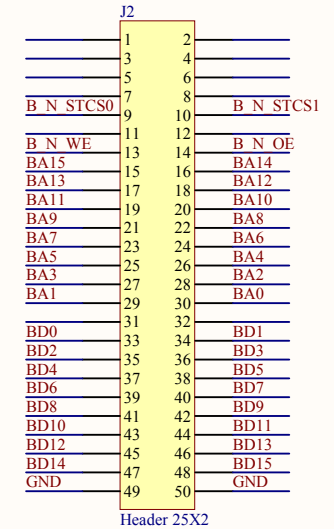 J2
1 2
3 4
5 6
7 8
B_N_STCS0 9 10 B_N_STCS1
11 12
B_N_WE 13 14 B_N_OE
BA15 15 16 BA14
BA13 17 18 BA12
BA11 19 20 BA10
BA9 21 22 BA8
BA7 23 24 BA6
BA5 25 26 BA4
BA3 27 28 BA2
BA1 29 30 BA0
31 32
BD0 33 34 BD1
BD2 35 36 BD3
BD4 37 38 BD5
BD6 39 40 BD7
BD8 41 42 BD9
BD10 43 44 BD11
BD12 45 46 BD13
BD14 47 48 BD15
GND 49 50 GND
Header 25X2